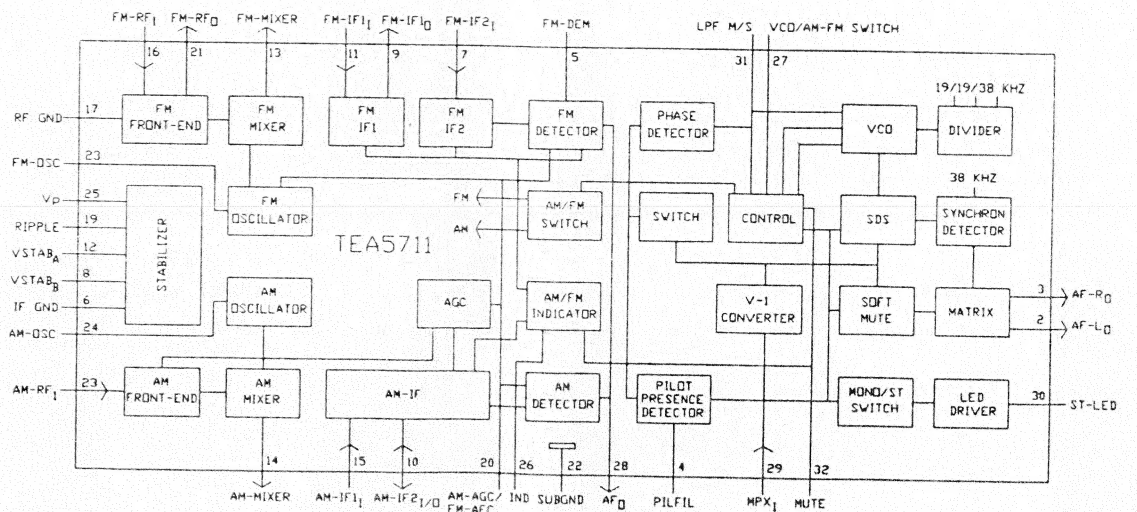 FM-RFI FM-RFO FM-MIXER FM-IF1I FM-IF1O FM-IF2I FM-DEM LPF M/S VCO/AM-FM SWITCH
16 21 13 11 9 7 5 31 27
19/19/38 KHZ
RF GND 17
FM FRONT-END
FM MIXER
FM IF1
FM IF2
FM DETECTOR
PHASE DETECTOR
VCO
DIVIDER
FM-OSC 23
38 KHZ
VP 25
RIPPLE 19
VSTABA 12
VSTABB 8
IF GND 6
AM-OSC 24
STABILIZER
FM OSCILLATOR
TEA5711
FM
AM
AM/FM SWITCH
SWITCH
CONTROL
SDS
SYNCHRON DETECTOR
AM OSCILLATOR
AGC
AM/FM INDICATOR
V-I CONVERTER
SOFT MUTE
MATRIX
3 AF-RO
2 AF-LO
AM-RFI 23
AM FRONT-END
AM MIXER
AM-IF
AM DETECTOR
PILOT PRESENCE DETECTOR
MONO/ST SWITCH
LED DRIVER
30 ST-LED
14 15 10 20 26 22 28 4 29 32
AM-MIXER AM-IF1I AM-IF2I/O AM-AGC/ FM-AFC IND SUBGND AFO PILFIL MPXI MUTE